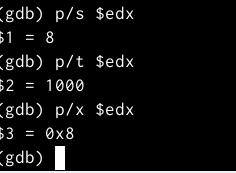 (gdb) p/s $edx
$1 = 8
(gdb) p/t $edx
$2 = 1000
(gdb) p/x $edx
$3 = 0x8
(gdb)